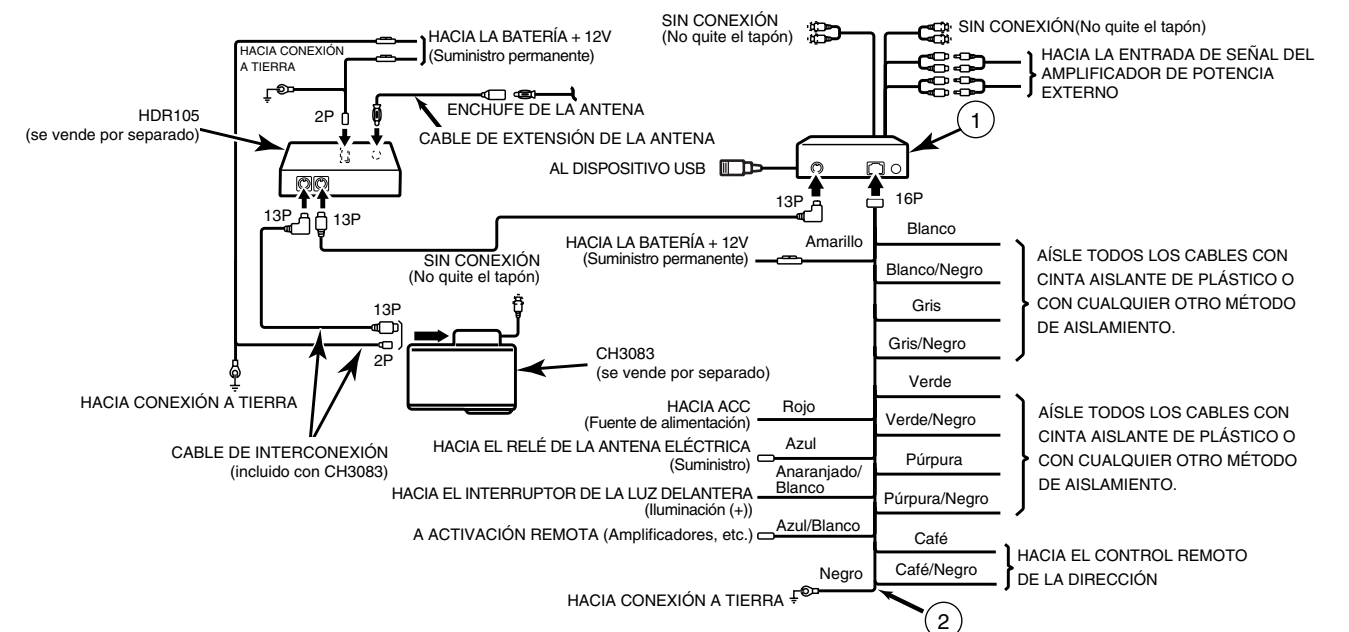 HACIA LA BATERÍA + 12V
(Suministro permanente)
HACIA CONEXIÓN
A TIERRA
2P
ENCHUFE DE LA ANTENA
CABLE DE EXTENSIÓN DE LA ANTENA
HDR105
(se vende por separado)
13P
13P
SIN CONEXIÓN
(No quite el tapón)
13P
2P
CH3083
(se vende por separado)
HACIA CONEXIÓN A TIERRA
CABLE DE INTERCONEXIÓN
(incluido con CH3083)
SIN CONEXIÓN
(No quite el tapón)
SIN CONEXIÓN(No quite el tapón)
HACIA LA ENTRADA DE SEÑAL DEL
AMPLIFICADOR DE POTENCIA
EXTERNO
1
AL DISPOSITIVO USB
13P
16P
HACIA LA BATERÍA + 12V
(Suministro permanente)
Amarillo
Blanco
Blanco/Negro
Gris
Gris/Negro
AÍSLE TODOS LOS CABLES CON
CINTA AISLANTE DE PLÁSTICO O
CON CUALQUIER OTRO MÉTODO
DE AISLAMIENTO.
HACIA ACC
(Fuente de alimentación)
Rojo
HACIA EL RELÉ DE LA ANTENA ELÉCTRICA
(Suministro)
Azul
HACIA EL INTERRUPTOR DE LA LUZ DELANTERA
(Iluminación (+))
Anaranjado/
Blanco
A ACTIVACIÓN REMOTA (Amplificadores, etc.)
Azul/Blanco
Verde
Verde/Negro
Púrpura
Púrpura/Negro
AÍSLE TODOS LOS CABLES CON
CINTA AISLANTE DE PLÁSTICO O
CON CUALQUIER OTRO MÉTODO
DE AISLAMIENTO.
Café
Café/Negro
HACIA EL CONTROL REMOTO
DE LA DIRECCIÓN
Negro
HACIA CONEXIÓN A TIERRA
2